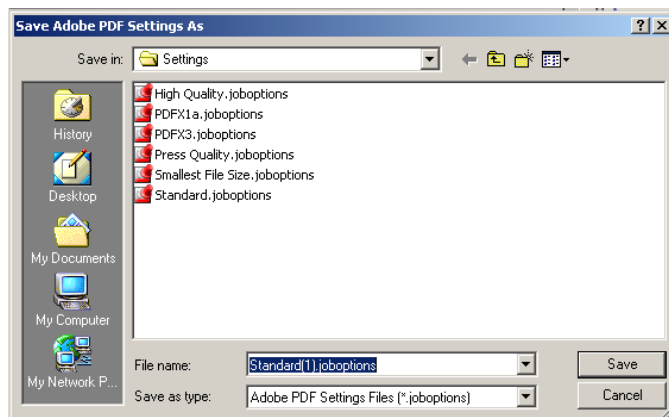 Save Adobe PDF Settings As
Save in: Settings
High Quality.joboptions
PDFX1a.joboptions
PDFX3.joboptions
Press Quality.joboptions
Smallest File Size.joboptions
Standard.joboptions
History
Desktop
My Documents
My Computer
My Network P...
File name: Standard(1).joboptions Save
Save as type: Adobe PDF Settings Files (*.joboptions) Cancel